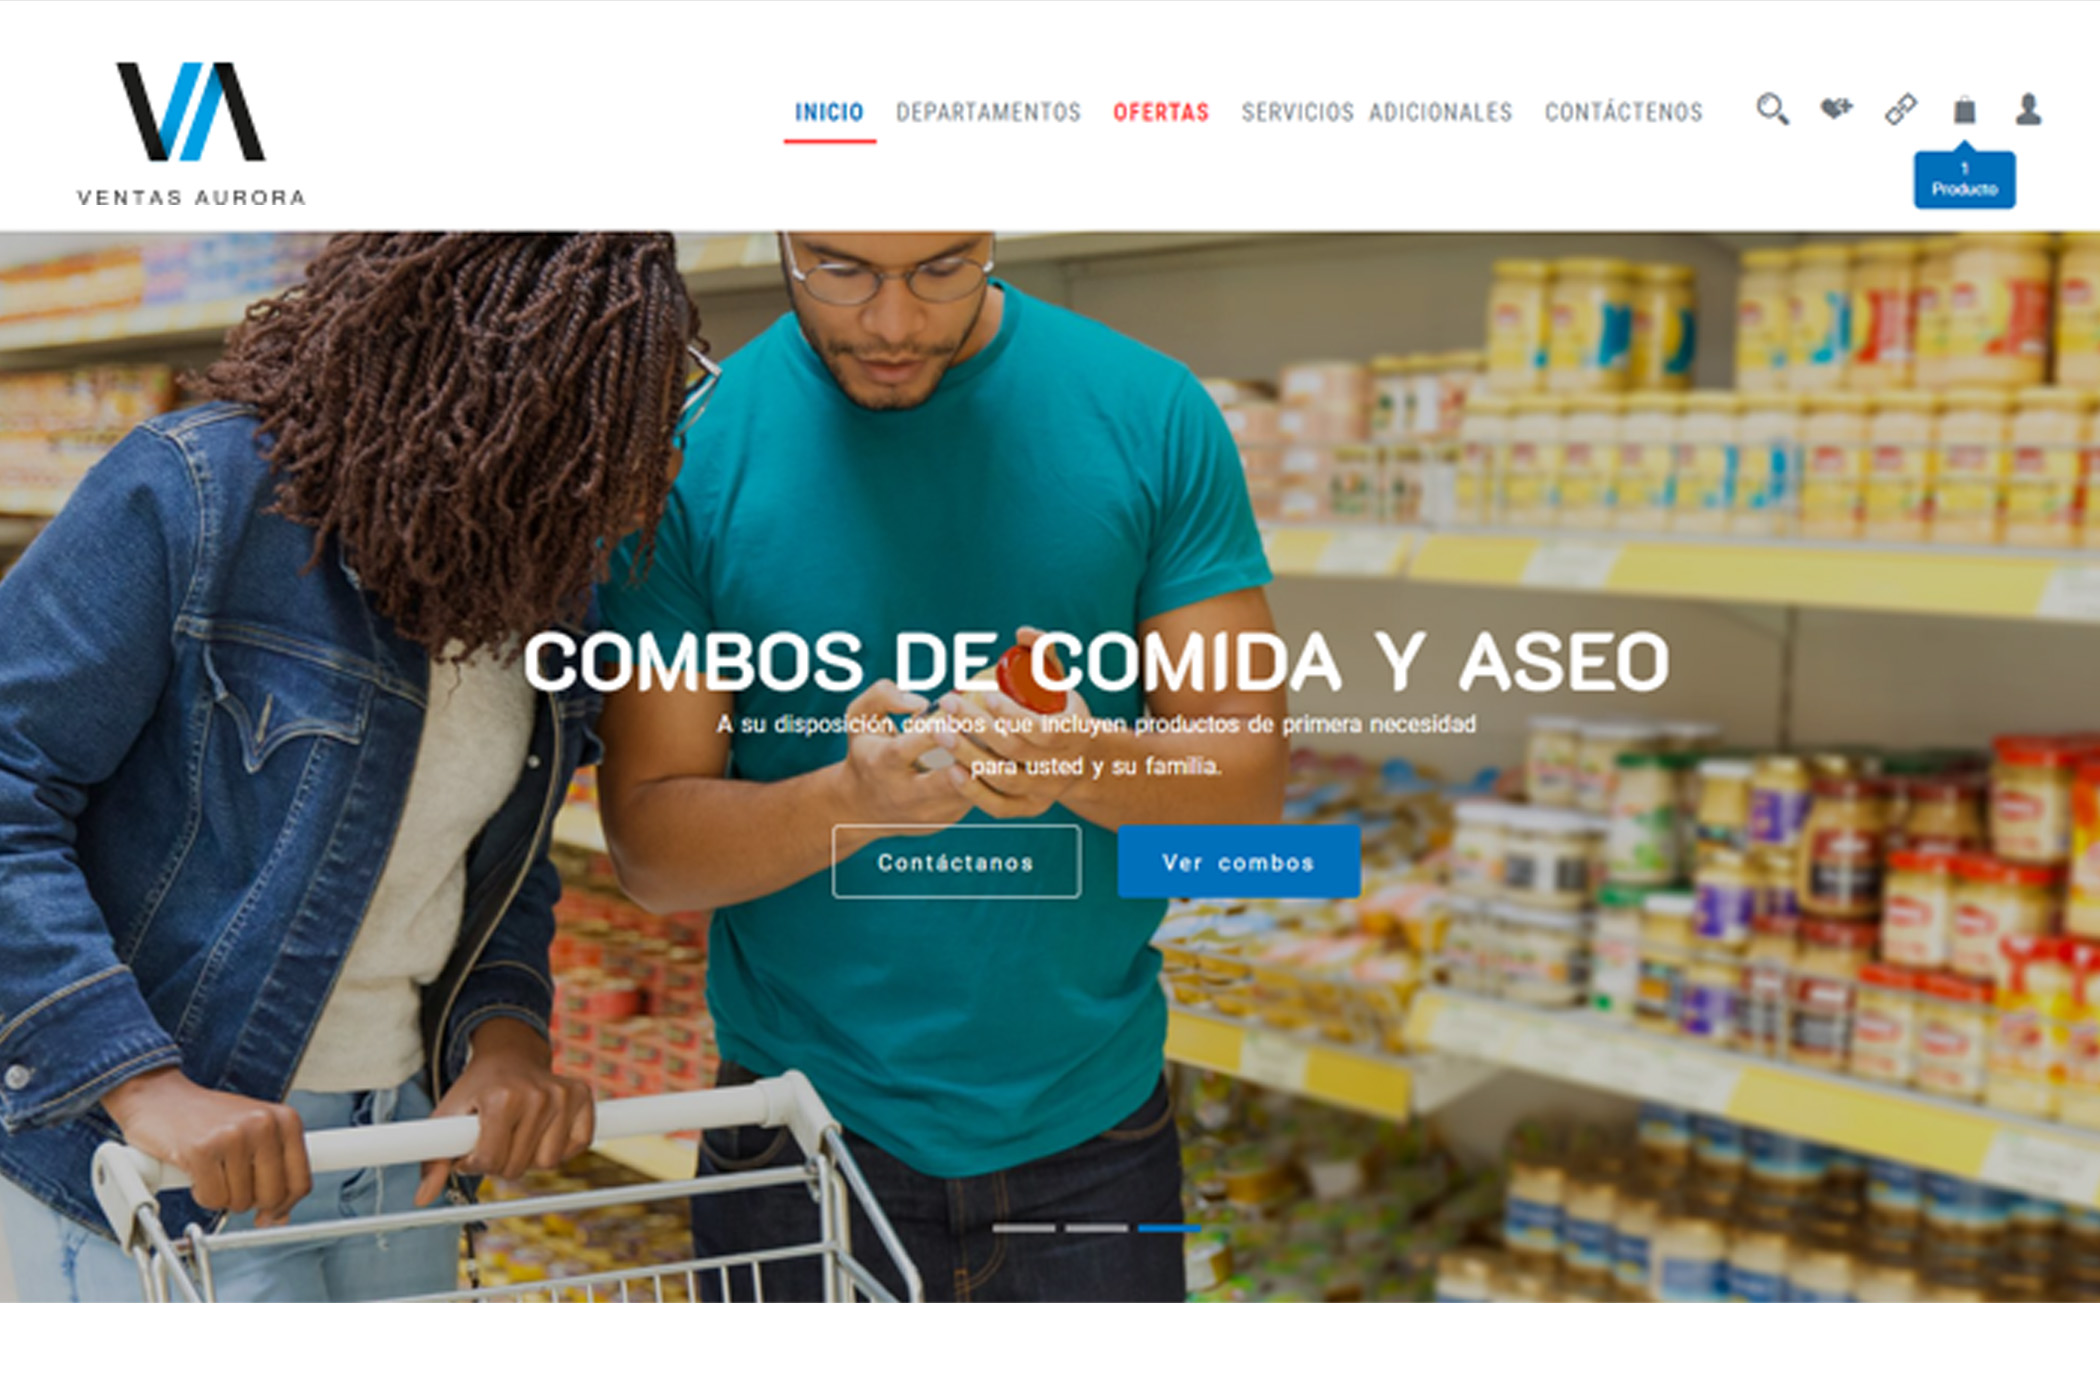 VENTAS AURORA
INICIO DEPARTAMENTOS OFERTAS SERVICIOS ADICIONALES CONTÁCTENOS
1
Producto
COMBOS DE COMIDA Y ASEO
A su disposición combos que incluyen productos de primera necesidad
para usted y su familia.
Contáctanos Ver combos